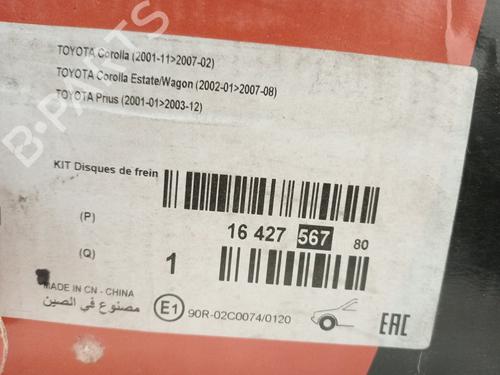 TOYOTA Corolla (2001-11>2007-02)
TOYOTA Corolla Estate/Wagon (2002-01>2007-08)
TOYOTA Prius (2001-01>2003-12)
B-PARTS
KIT Disques de frein
(P)
16 427 567 80
(Q)
1
MADE IN CN - CHINA
مصنوع في الصين
E1 90R-02C0074/0120
EAC